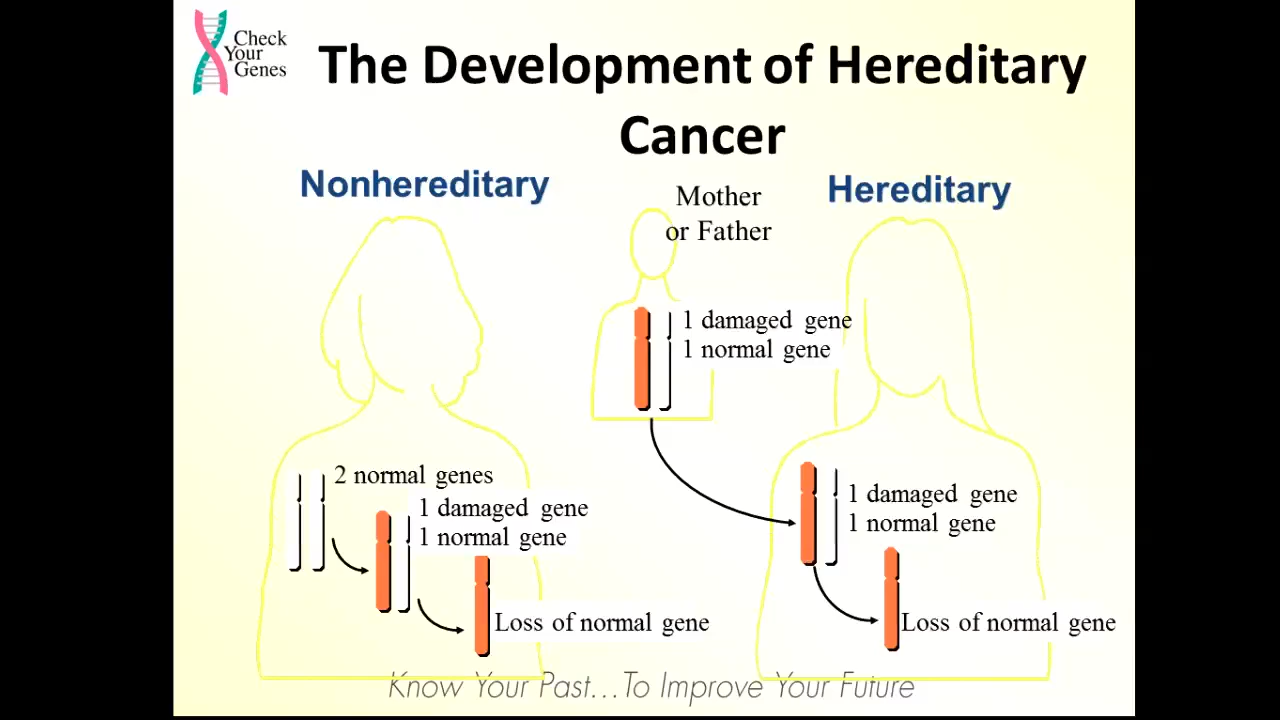 Check
Your
Genes
The Development of Hereditary
Cancer
Nonhereditary
Mother
or Father
Hereditary
1 damaged gene
1 normal gene
2 normal genes
1 damaged gene
1 normal gene
Loss of normal gene
1 damaged gene
1 normal gene
Loss of normal gene
Know Your Past...To Improve Your Future